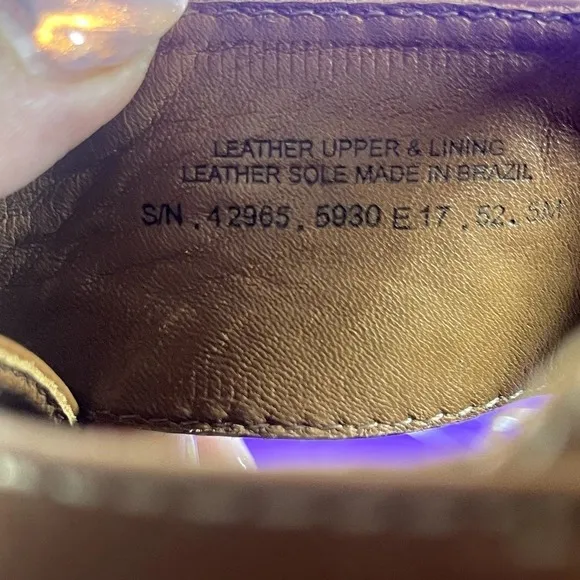 LEATHER UPPER & LINING
LEATHER SOLE MADE IN BRAZIL
S/N . 42965 . 5930 E 17 . 52 . 5M